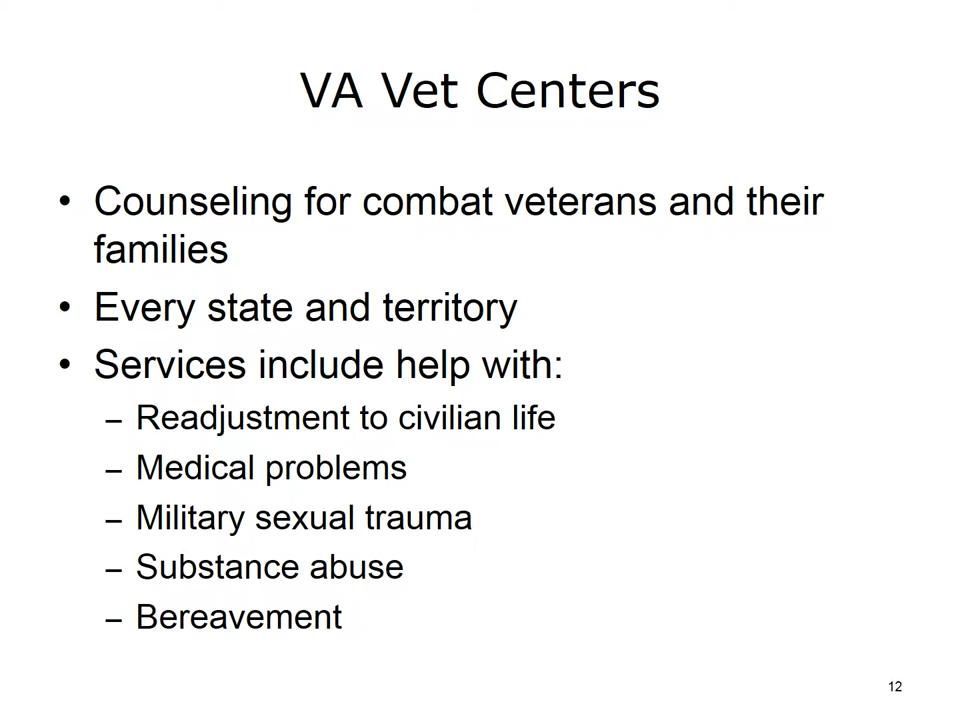 VA Vet Centers
• Counseling for combat veterans and their
families
• Every state and territory
• Services include help with:
– Readjustment to civilian life
– Medical problems
– Military sexual trauma
– Substance abuse
– Bereavement
12